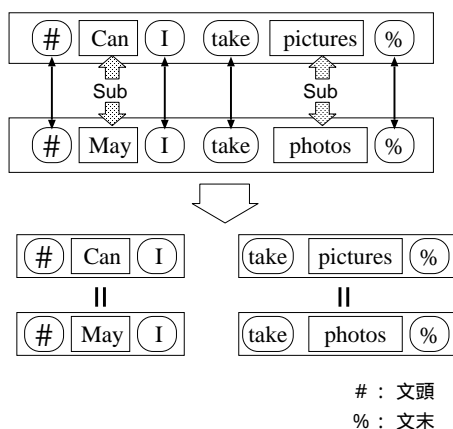 # Can I take pictures %
Sub Sub
# May I take photos %
# Can I take pictures %
=  =
# May I take photos %
# : 文頭
% : 文末